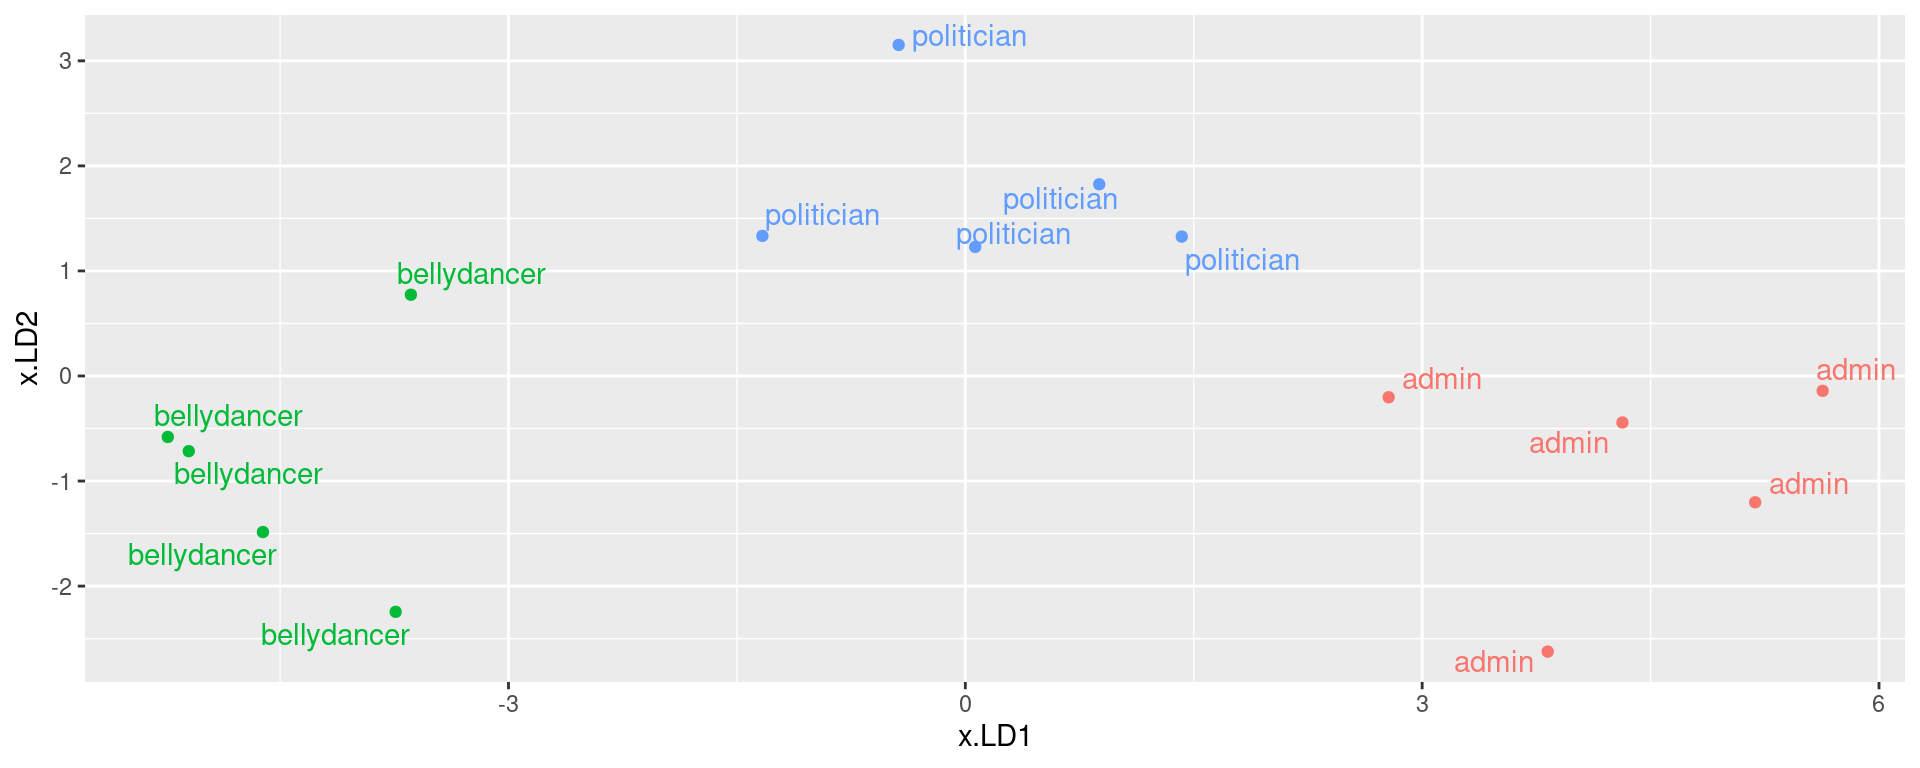 politician
3
2
politician
politician
politician
politician
1
bellydancer
x.LD2
0
admin
admin
bellydancer
admin
bellydancer
-1
admin
bellydancer
-2
bellydancer
admin
-3
0
3
6
x.LD1